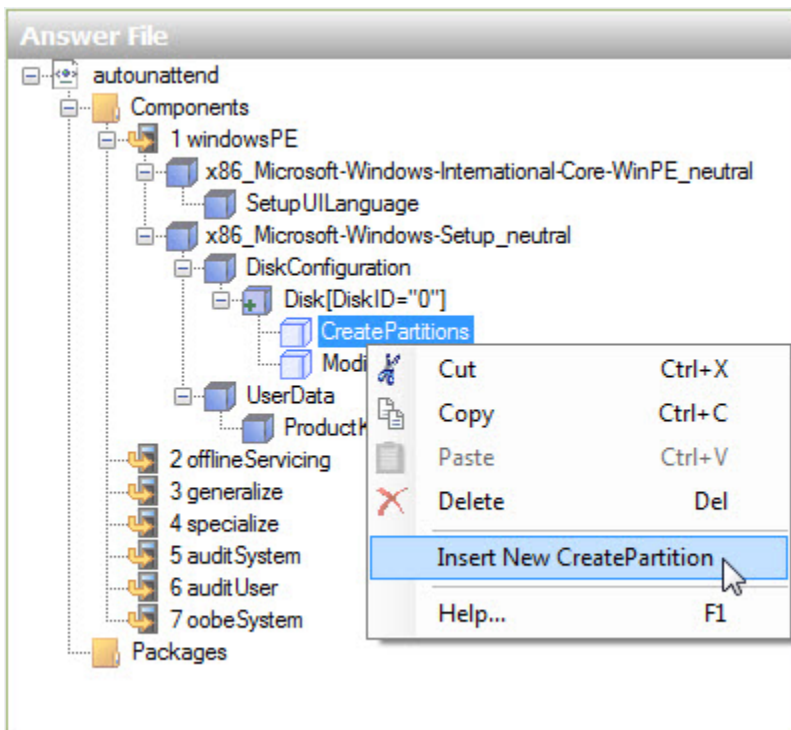 Answer File
autounattend
Components
1 windowsPE
x86_Microsoft-Windows-International-Core-WinPE_neutral
SetupUILanguage
x86_Microsoft-Windows-Setup_neutral
DiskConfiguration
Disk[DiskID="0"]
CreatePartitions
Modi
UserData
ProductK
2 offlineServicing
3 generalize
4 specialize
5 auditSystem
6 auditUser
7 oobeSystem
Packages
Cut Ctrl+X
Copy Ctrl+C
Paste Ctrl+V
Delete Del
Insert New CreatePartition
Help... F1